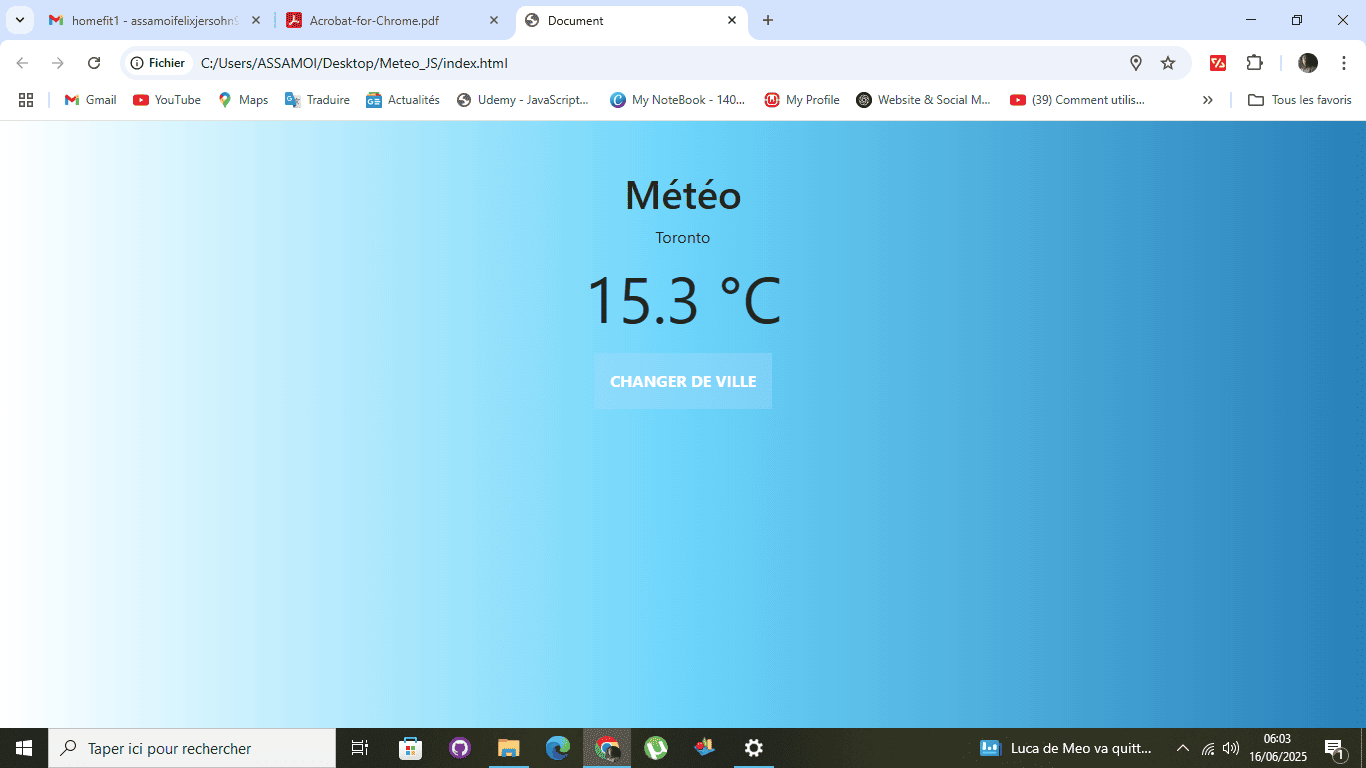 homefit1 - assamoifelixjersohn9
Acrobat-for-Chrome.pdf
Document
Fichier
C:/Users/ASSAMOI/Desktop/Meteo_JS/index.html
Gmail
YouTube
Maps
Traduire
Actualités
Udemy - JavaScript...
My NoteBook - 140...
My Profile
Website & Social M...
(39) Comment utilis...
Tous les favoris
Météo
Toronto
15.3 °C
CHANGER DE VILLE
Taper ici pour rechercher
Luca de Meo va quitt...
06:03
16/06/2025
1